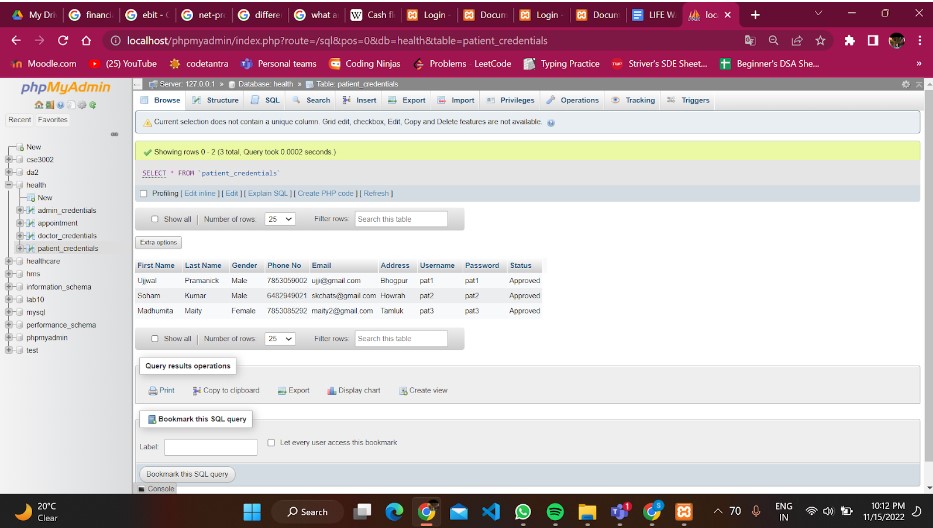 My Dri
financi
ebit - G
net-pr
differe
what a
Cash fl
Login -
Docum
Login -
Docum
LIFE W
loc
localhost/phpmyadmin/index.php?route=/sql&pos=0&db=health&table=patient_credentials
Moodle.com
(25) YouTube
codetantra
Personal teams
Coding Ninjas
Problems - LeetCode
Typing Practice
Striver's SDE Sheet...
Beginner's DSA She...
phpMyAdmin
Recent Favorites
New
cse3002
da2
health
New
admin_credentials
appointment
doctor_credentials
patient_credentials
healthcare
hms
information_schema
lab10
mysql
performance_schema
phpmyadmin
test
Server: 127.0.0.1 » Database: health » Table: patient_credentials
Browse Structure SQL Search Insert Export Import Privileges Operations Tracking Triggers
Current selection does not contain a unique column. Grid edit, checkbox, Edit, Copy and Delete features are not available.
Showing rows 0 - 2 (3 total, Query took 0.0002 seconds.)
SELECT * FROM `patient_credentials`
Profiling [ Edit inline ] [ Edit ] [ Explain SQL ] [ Create PHP code ] [ Refresh ]
Show all | Number of rows: 25 Filter rows: Search this table
Extra options
First Name Last Name Gender Phone No Email Address Username Password Status
Ujjwal Pramanick Male 7853059002 ujji@gmail.com Bhogpur pat1 pat1 Approved
Soham Kumar Male 6482949021 skchats@gmail.com Howrah pat2 pat2 Approved
Madhumita Maity Female 7853085292 maity2@gmail.com Tamluk pat3 pat3 Approved
Show all | Number of rows: 25 Filter rows: Search this table
Query results operations
Print Copy to clipboard Export Display chart Create view
Bookmark this SQL query
Label: Let every user access this bookmark
Bookmark this SQL query
Console
20°C
Clear
Search
70
ENG
IN
10:12 PM
11/15/2022